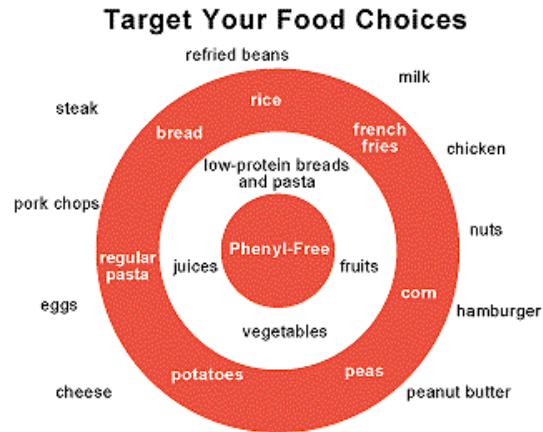 Target Your Food Choices
refried beans
milk
steak
rice
bread
french
fries
chicken
low-protein breads
and pasta
pork chops
nuts
Phenyl-Free
regular
pasta
juices
fruits
eggs
corn
hamburger
vegetables
potatoes
peas
cheese
peanut butter